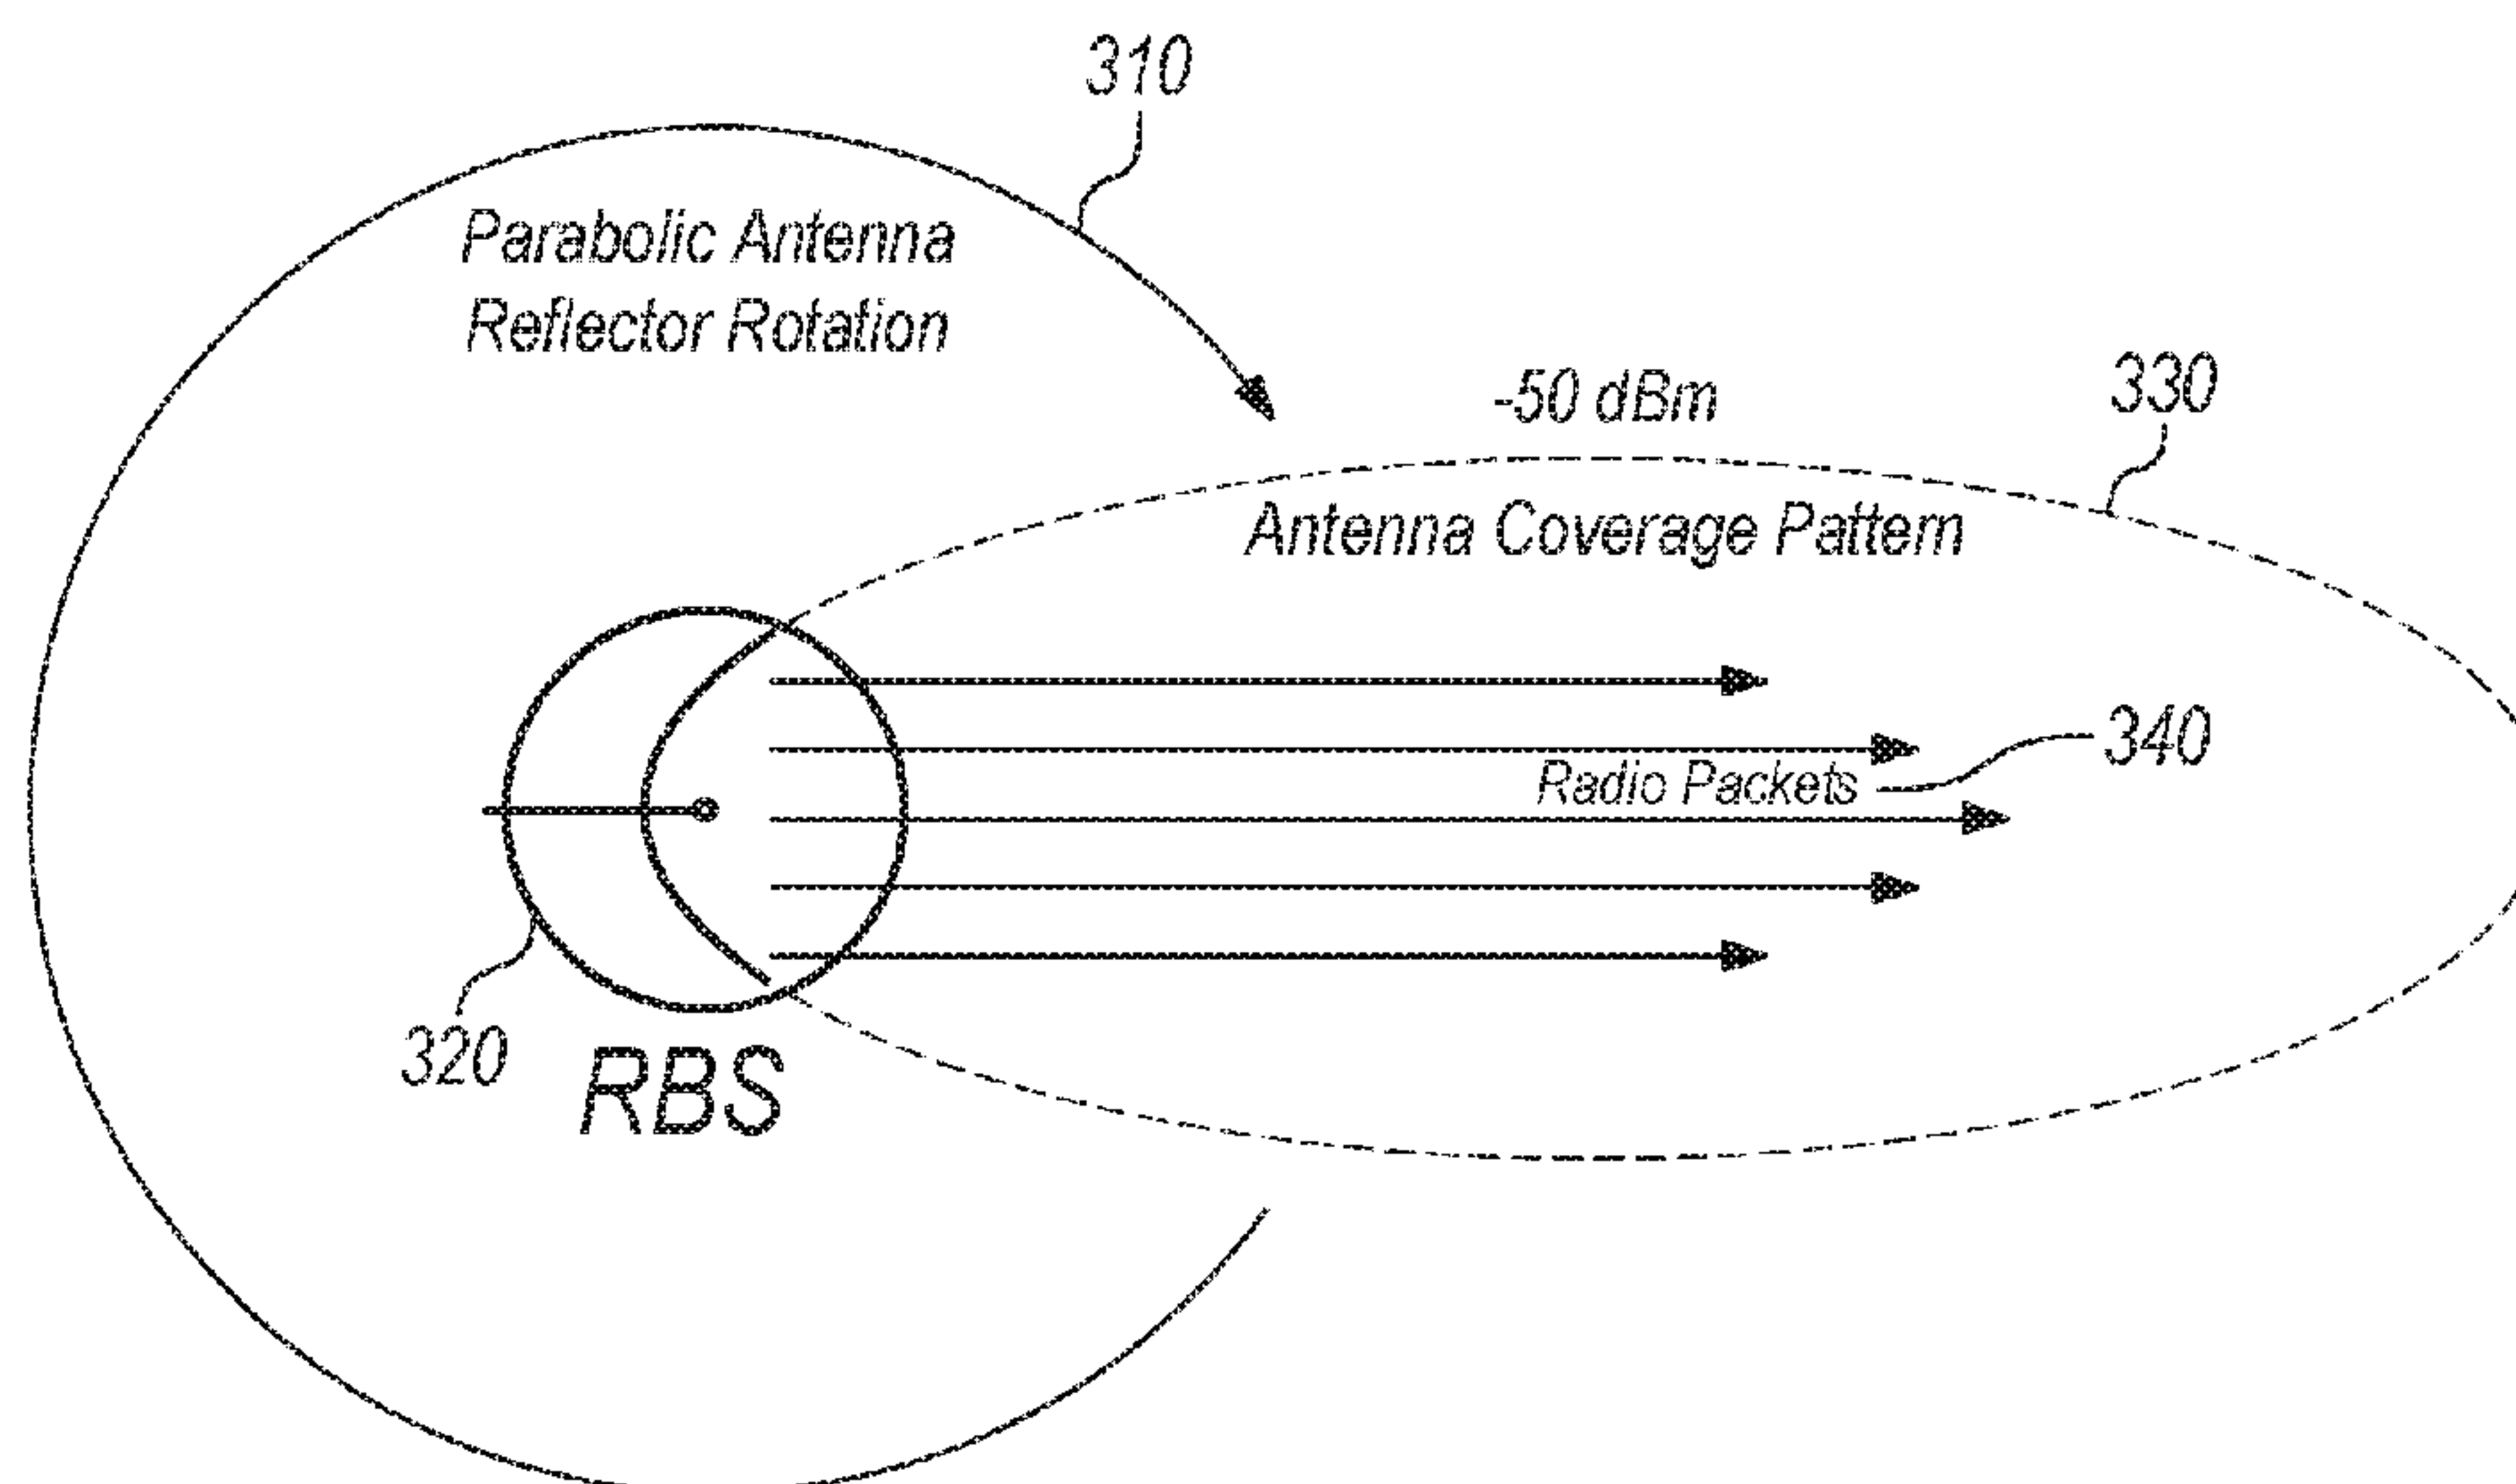 310
Parabolic Antenna
Reflector Rotation
-50 dBm
330
Antenna Coverage Pattern
340
Radio Packets
320
RBS